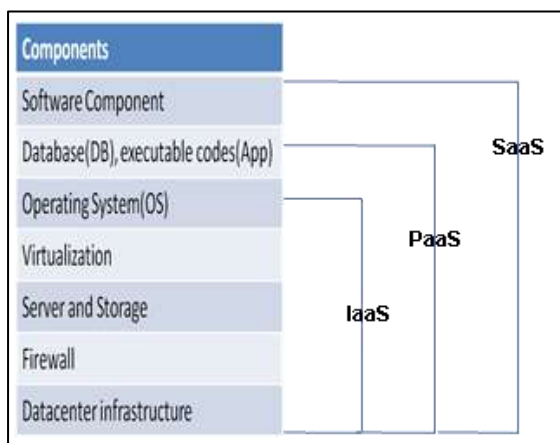 Components
Software Component
Database(DB), executable codes(App)
Operating System(OS)
Virtualization
Server and Storage
Firewall
Datacenter infrastructure
SaaS
PaaS
IaaS